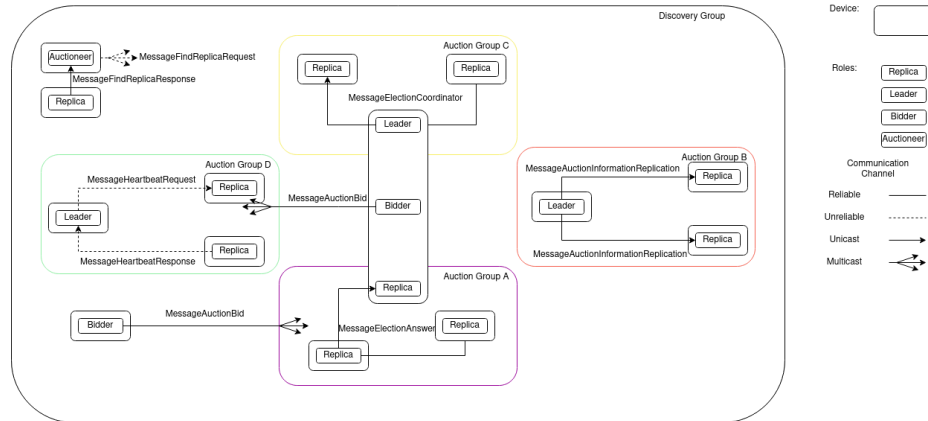 Discovery Group
Auctioneer
MessageFindReplicaRequest
MessageFindReplicaResponse
Replica
Auction Group C
Replica
Replica
MessageElectionCoordinator
Leader
Auction Group D
MessageHeartbeatRequest
Replica
Leader
MessageHeartbeatResponse
Replica
MessageAuctionBid
Bidder
Auction Group B
MessageAuctionInformationReplication
Replica
Leader
Replica
MessageAuctionInformationReplication
Auction Group A
Replica
Bidder
MessageAuctionBid
MessageElectionAnswer
Replica
Replica
Device:
Roles:
Replica
Leader
Bidder
Auctioneer
Communication
Channel
Reliable
Unreliable
Unicast
Multicast